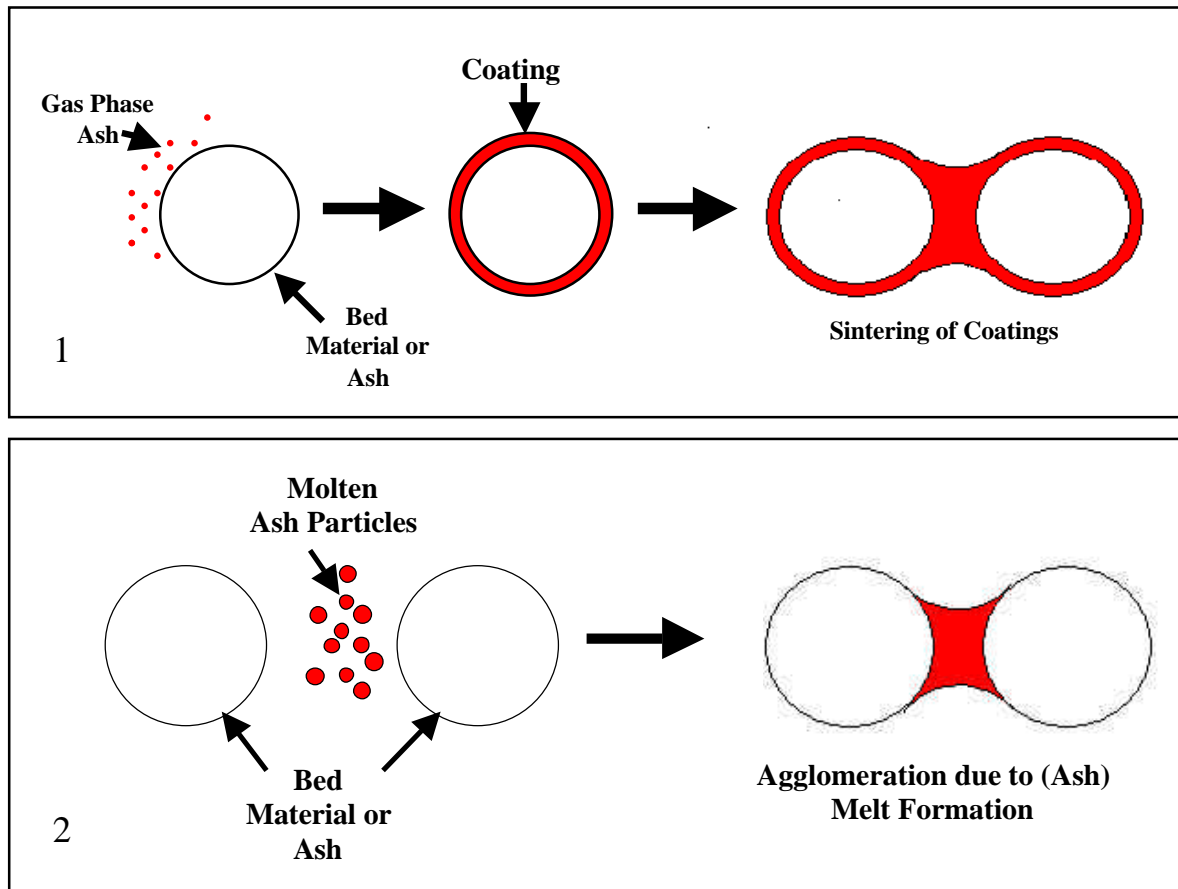 Coating
Gas Phase
Ash
Bed
Material or
Ash
Sintering of Coatings
1
Molten
Ash Particles
Bed
Material or
Ash
Agglomeration due to (Ash)
Melt Formation
2